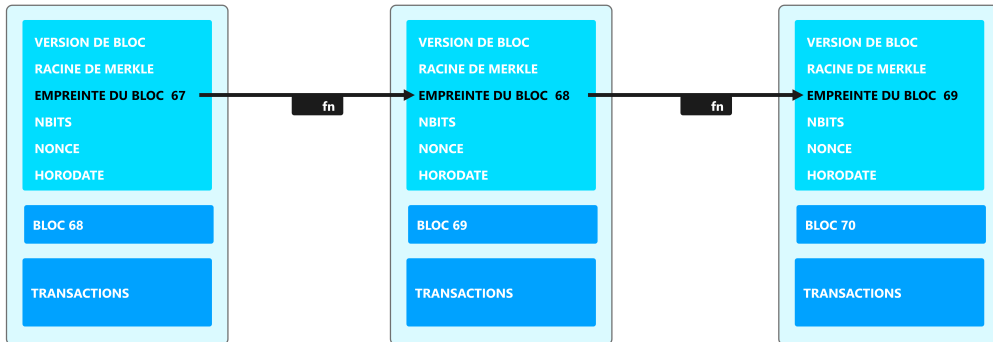 VERSION DE BLOC
RACINE DE MERKLE
EMPREINTE DU BLOC 67
NBITS
NONCE
HORODATE
BLOC 68
TRANSACTIONS
fn
VERSION DE BLOC
RACINE DE MERKLE
EMPREINTE DU BLOC 68
NBITS
NONCE
HORODATE
BLOC 69
TRANSACTIONS
fn
VERSION DE BLOC
RACINE DE MERKLE
EMPREINTE DU BLOC 69
NBITS
NONCE
HORODATE
BLOC 70
TRANSACTIONS